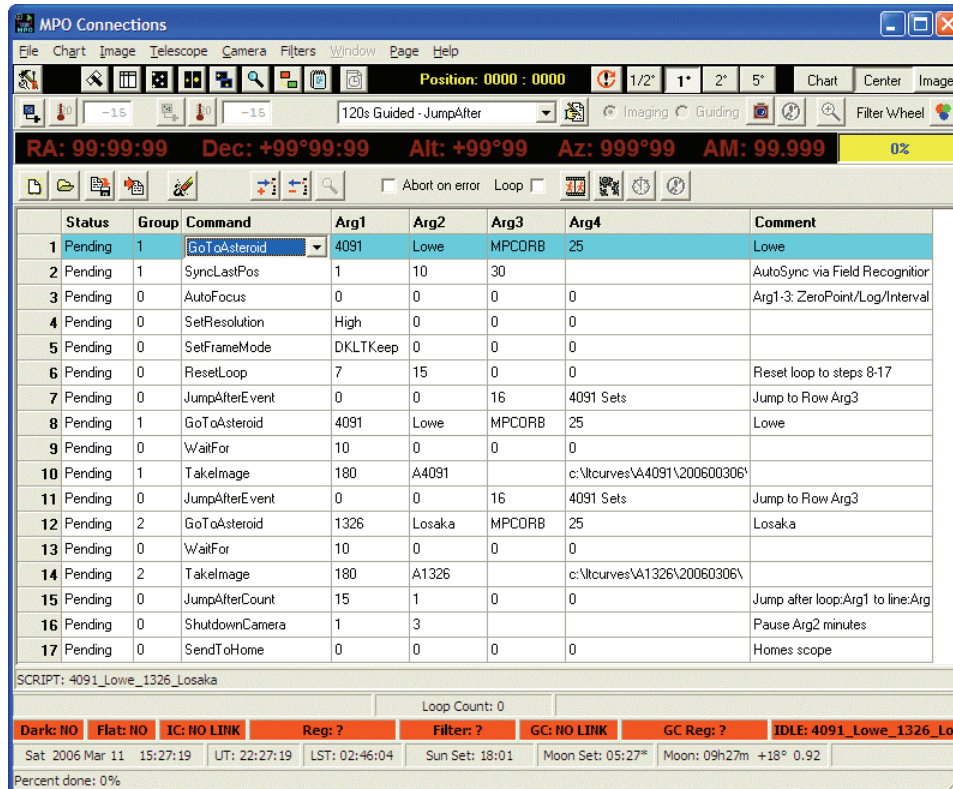 MPO Connections
File Chart Image Telescope Camera Filters Window Page Help
Position: 0000 : 0000 1/2° 1° 2° 5° Chart Center Image
-15 -15 120s Guided - JumpAfter Imaging Guiding Filter Wheel
RA: 99:99:99 Dec: +99°99:99 Alt: +99°99 Az: 999°99 AM: 99.999 0%
Abort on error Loop
Status Group Command Arg1 Arg2 Arg3 Arg4 Comment
1 Pending 1 GoToAsteroid 4091 Lowe MPCORB 25 Lowe
2 Pending 1 SyncLastPos 1 10 30 AutoSync via Field Recognition
3 Pending 0 AutoFocus 0 0 0 0 Arg1-3: ZeroPoint/Log/Interval
4 Pending 0 SetResolution High 0 0 0
5 Pending 0 SetFrameMode DKLTKeep 0 0 0
6 Pending 0 ResetLoop 7 15 0 0 Reset loop to steps 8-17
7 Pending 0 JumpAfterEvent 0 0 16 4091 Sets Jump to Row Arg3
8 Pending 1 GoToAsteroid 4091 Lowe MPCORB 25 Lowe
9 Pending 0 WaitFor 10 0 0 0
10 Pending 1 TakeImage 180 A4091 c:\ltcurves\A4091\200600306\
11 Pending 0 JumpAfterEvent 0 0 16 4091 Sets Jump to Row Arg3
12 Pending 2 GoToAsteroid 1326 Losaka MPCORB 25 Losaka
13 Pending 0 WaitFor 10 0 0 0
14 Pending 2 TakeImage 180 A1326 c:\ltcurves\A1326\20060306\
15 Pending 0 JumpAfterCount 15 1 0 0 Jump after loop:Arg1 to line:Arg
16 Pending 0 ShutdownCamera 1 3 Pause Arg2 minutes
17 Pending 0 SendToHome 0 0 0 0 Homes scope
SCRIPT: 4091_Lowe_1326_Losaka
Loop Count: 0
Dark: NO Flat: NO IC: NO LINK Reg: ? Filter: ? GC: NO LINK GC Reg: ? IDLE: 4091_Lowe_1326_Lo
Sat 2006 Mar 11 15:27:19 UT: 22:27:19 LST: 02:46:04 Sun Set: 18:01 Moon Set: 05:27* Moon: 09h27m +18° 0.92
Percent done: 0%